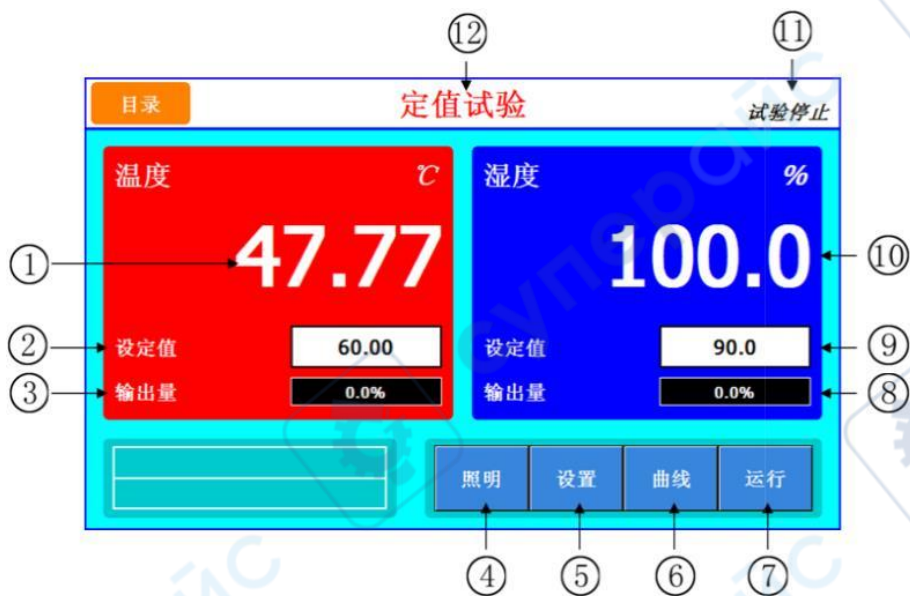 ⑫ ⑪
目录 定值试验 试验停止
温度 ℃ 湿度 %
① 47.77 100.0 ⑩
② 设定值 60.00 设定值 90.0 ⑨
③ 输出量 0.0% 输出量 0.0% ⑧
照明 设置 曲线 运行
④ ⑤ ⑥ ⑦
суперайс